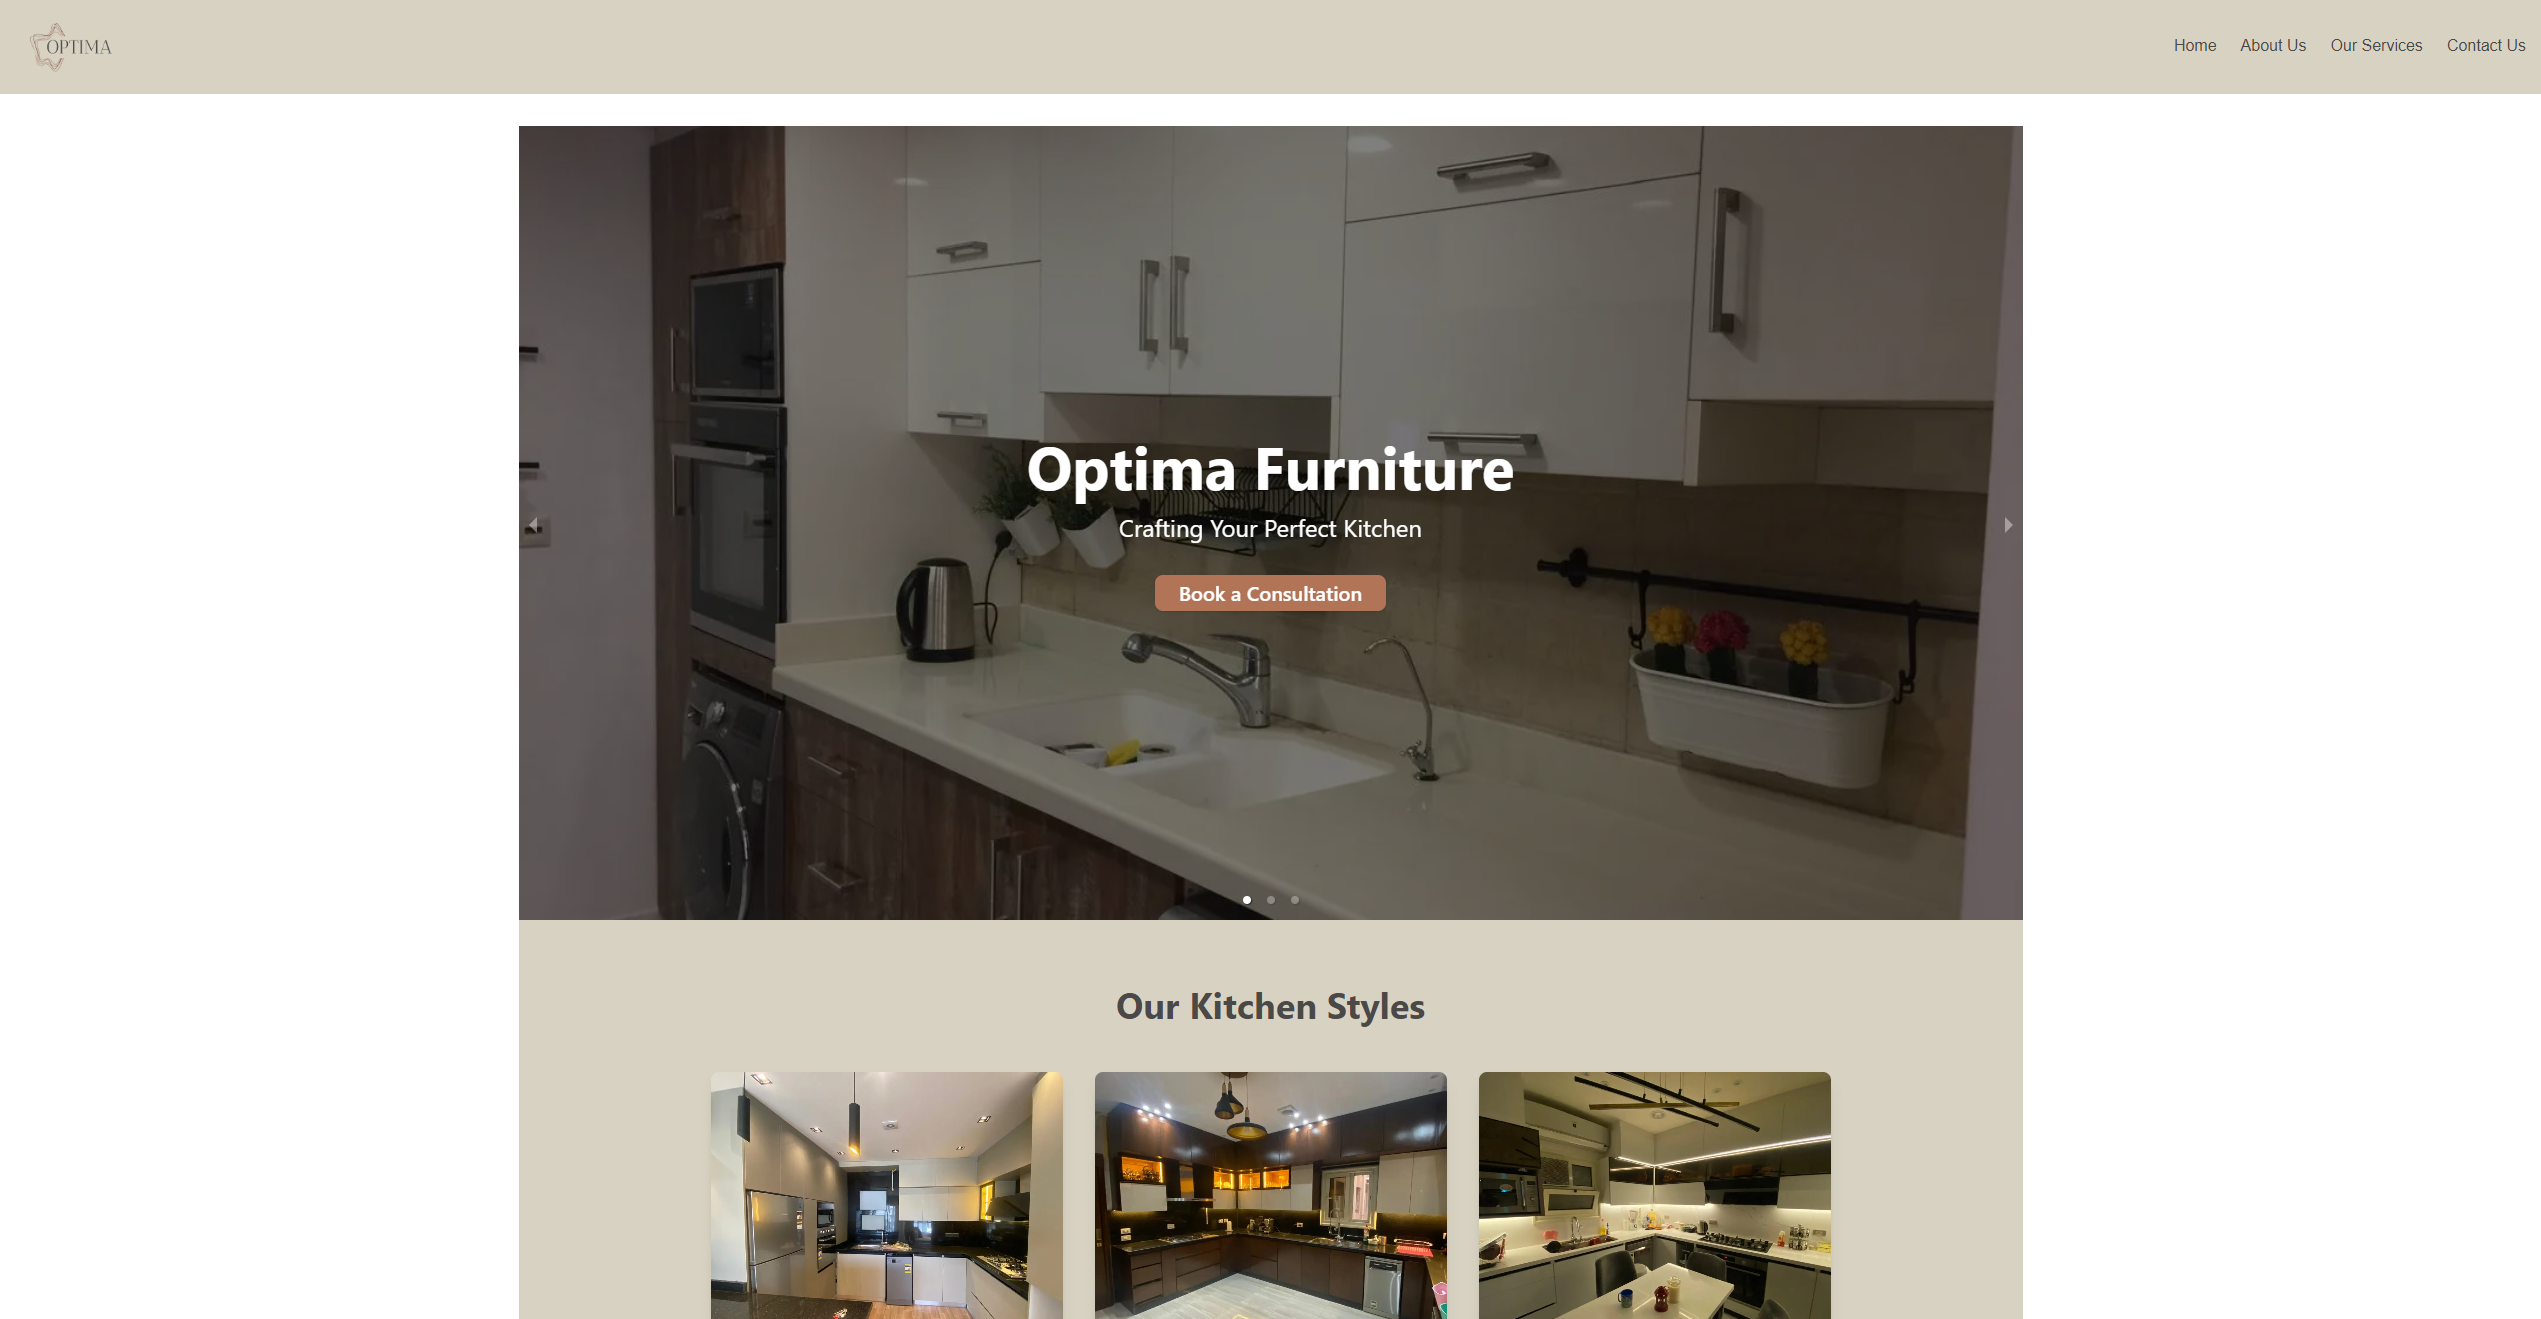 OPTIMA
Home About Us Our Services Contact Us
Optima Furniture
Crafting Your Perfect Kitchen
Book a Consultation
Our Kitchen Styles